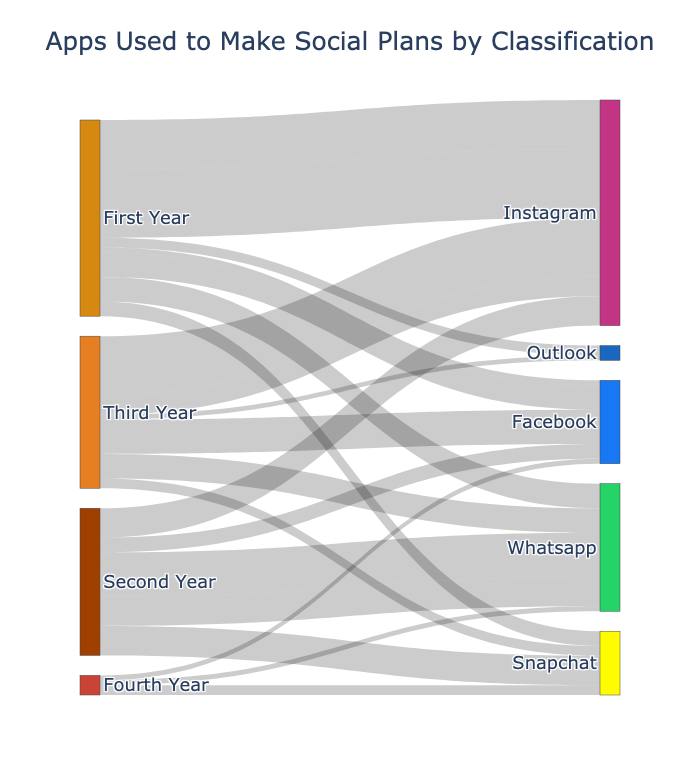 Apps Used to Make Social Plans by Classification
First Year
Third Year
Second Year
Fourth Year
Instagram
Outlook
Facebook
Whatsapp
Snapchat